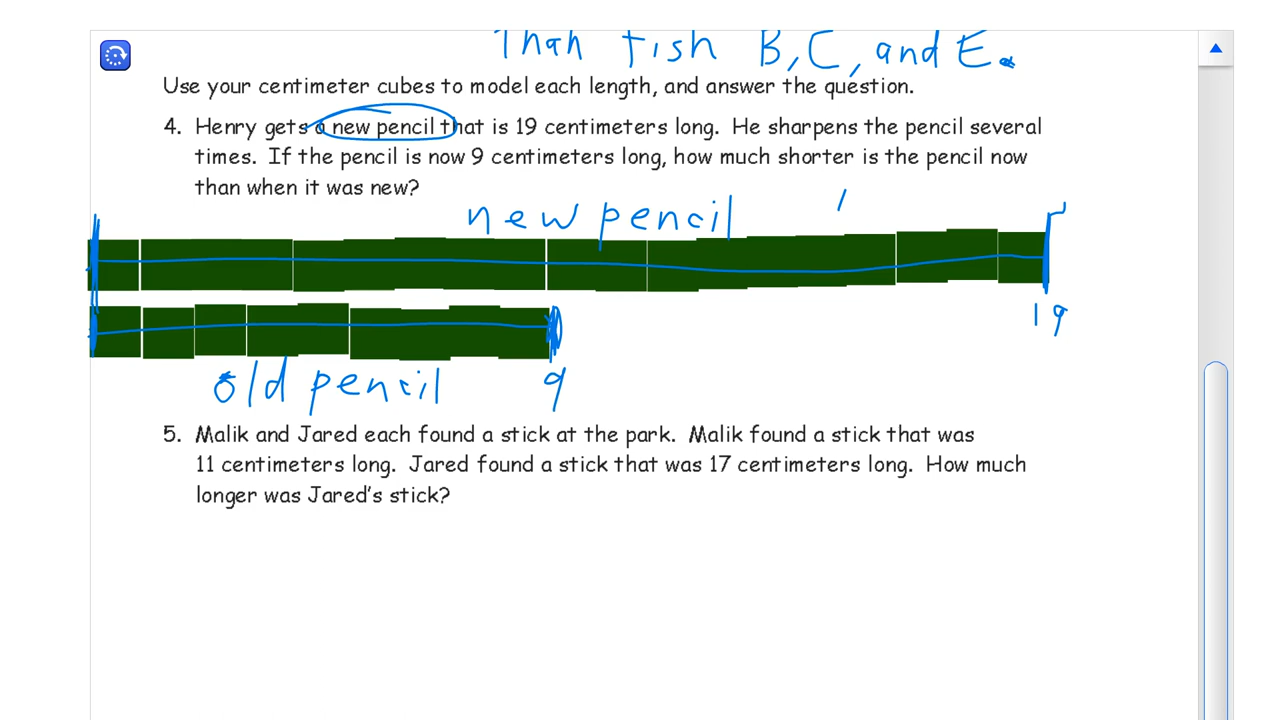 Than fish B, C, and E.
Use your centimeter cubes to model each length, and answer the question.
4. Henry gets a new pencil that is 19 centimeters long. He sharpens the pencil several
times. If the pencil is now 9 centimeters long, how much shorter is the pencil now
than when it was new?
new pencil
19
old pencil 9
5. Malik and Jared each found a stick at the park. Malik found a stick that was
11 centimeters long. Jared found a stick that was 17 centimeters long. How much
longer was Jared's stick?